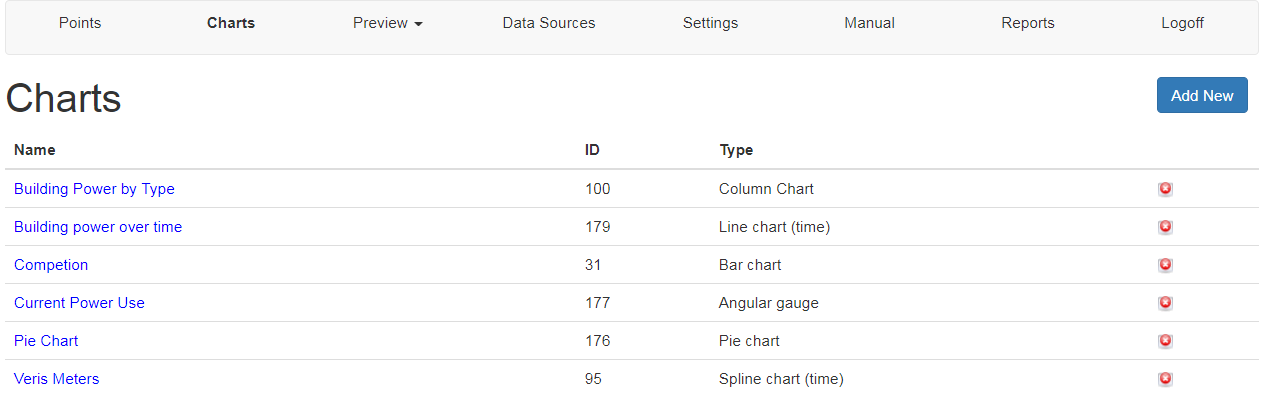 Points Charts Preview Data Sources Settings Manual Reports Logoff
Charts Add New
Name ID Type
Building Power by Type 100 Column Chart
Building power over time 179 Line chart (time)
Competion 31 Bar chart
Current Power Use 177 Angular gauge
Pie Chart 176 Pie chart
Veris Meters 95 Spline chart (time)